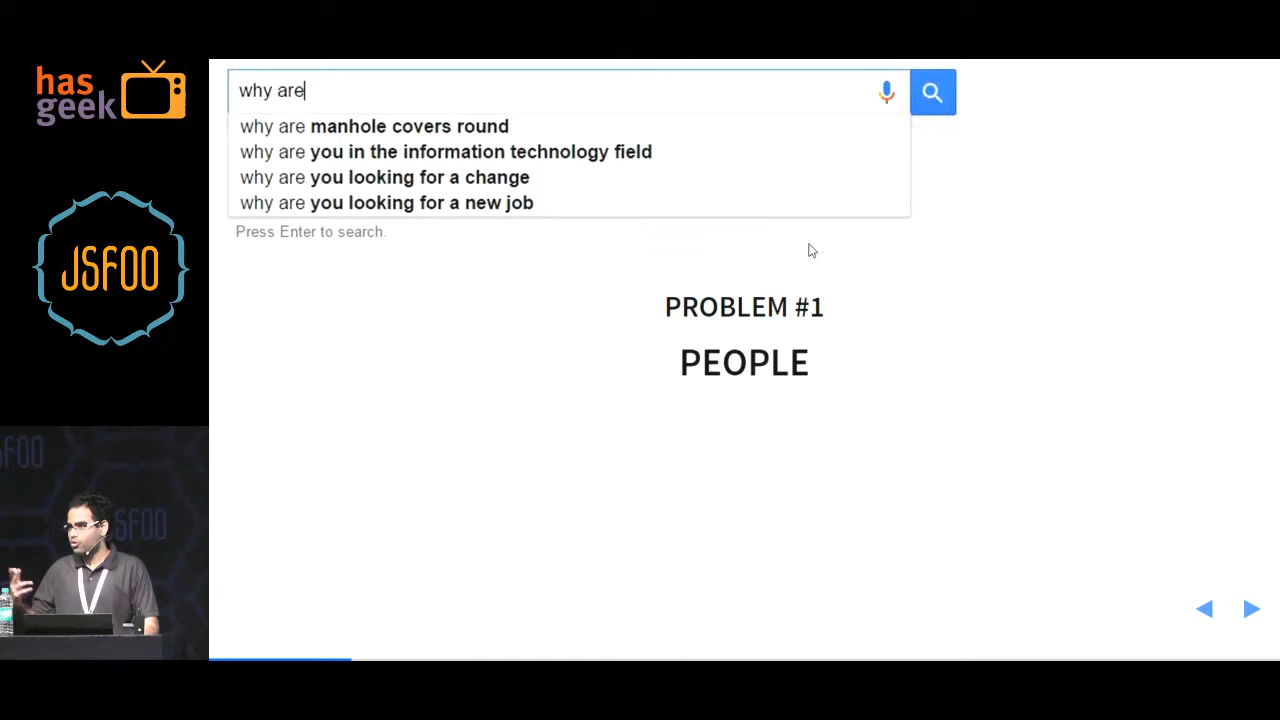 has
geek
JSFOO
why are
why are manhole covers round
why are you in the information technology field
why are you looking for a change
why are you looking for a new job
Press Enter to search.
PROBLEM #1
PEOPLE
SFOO
JSFOO